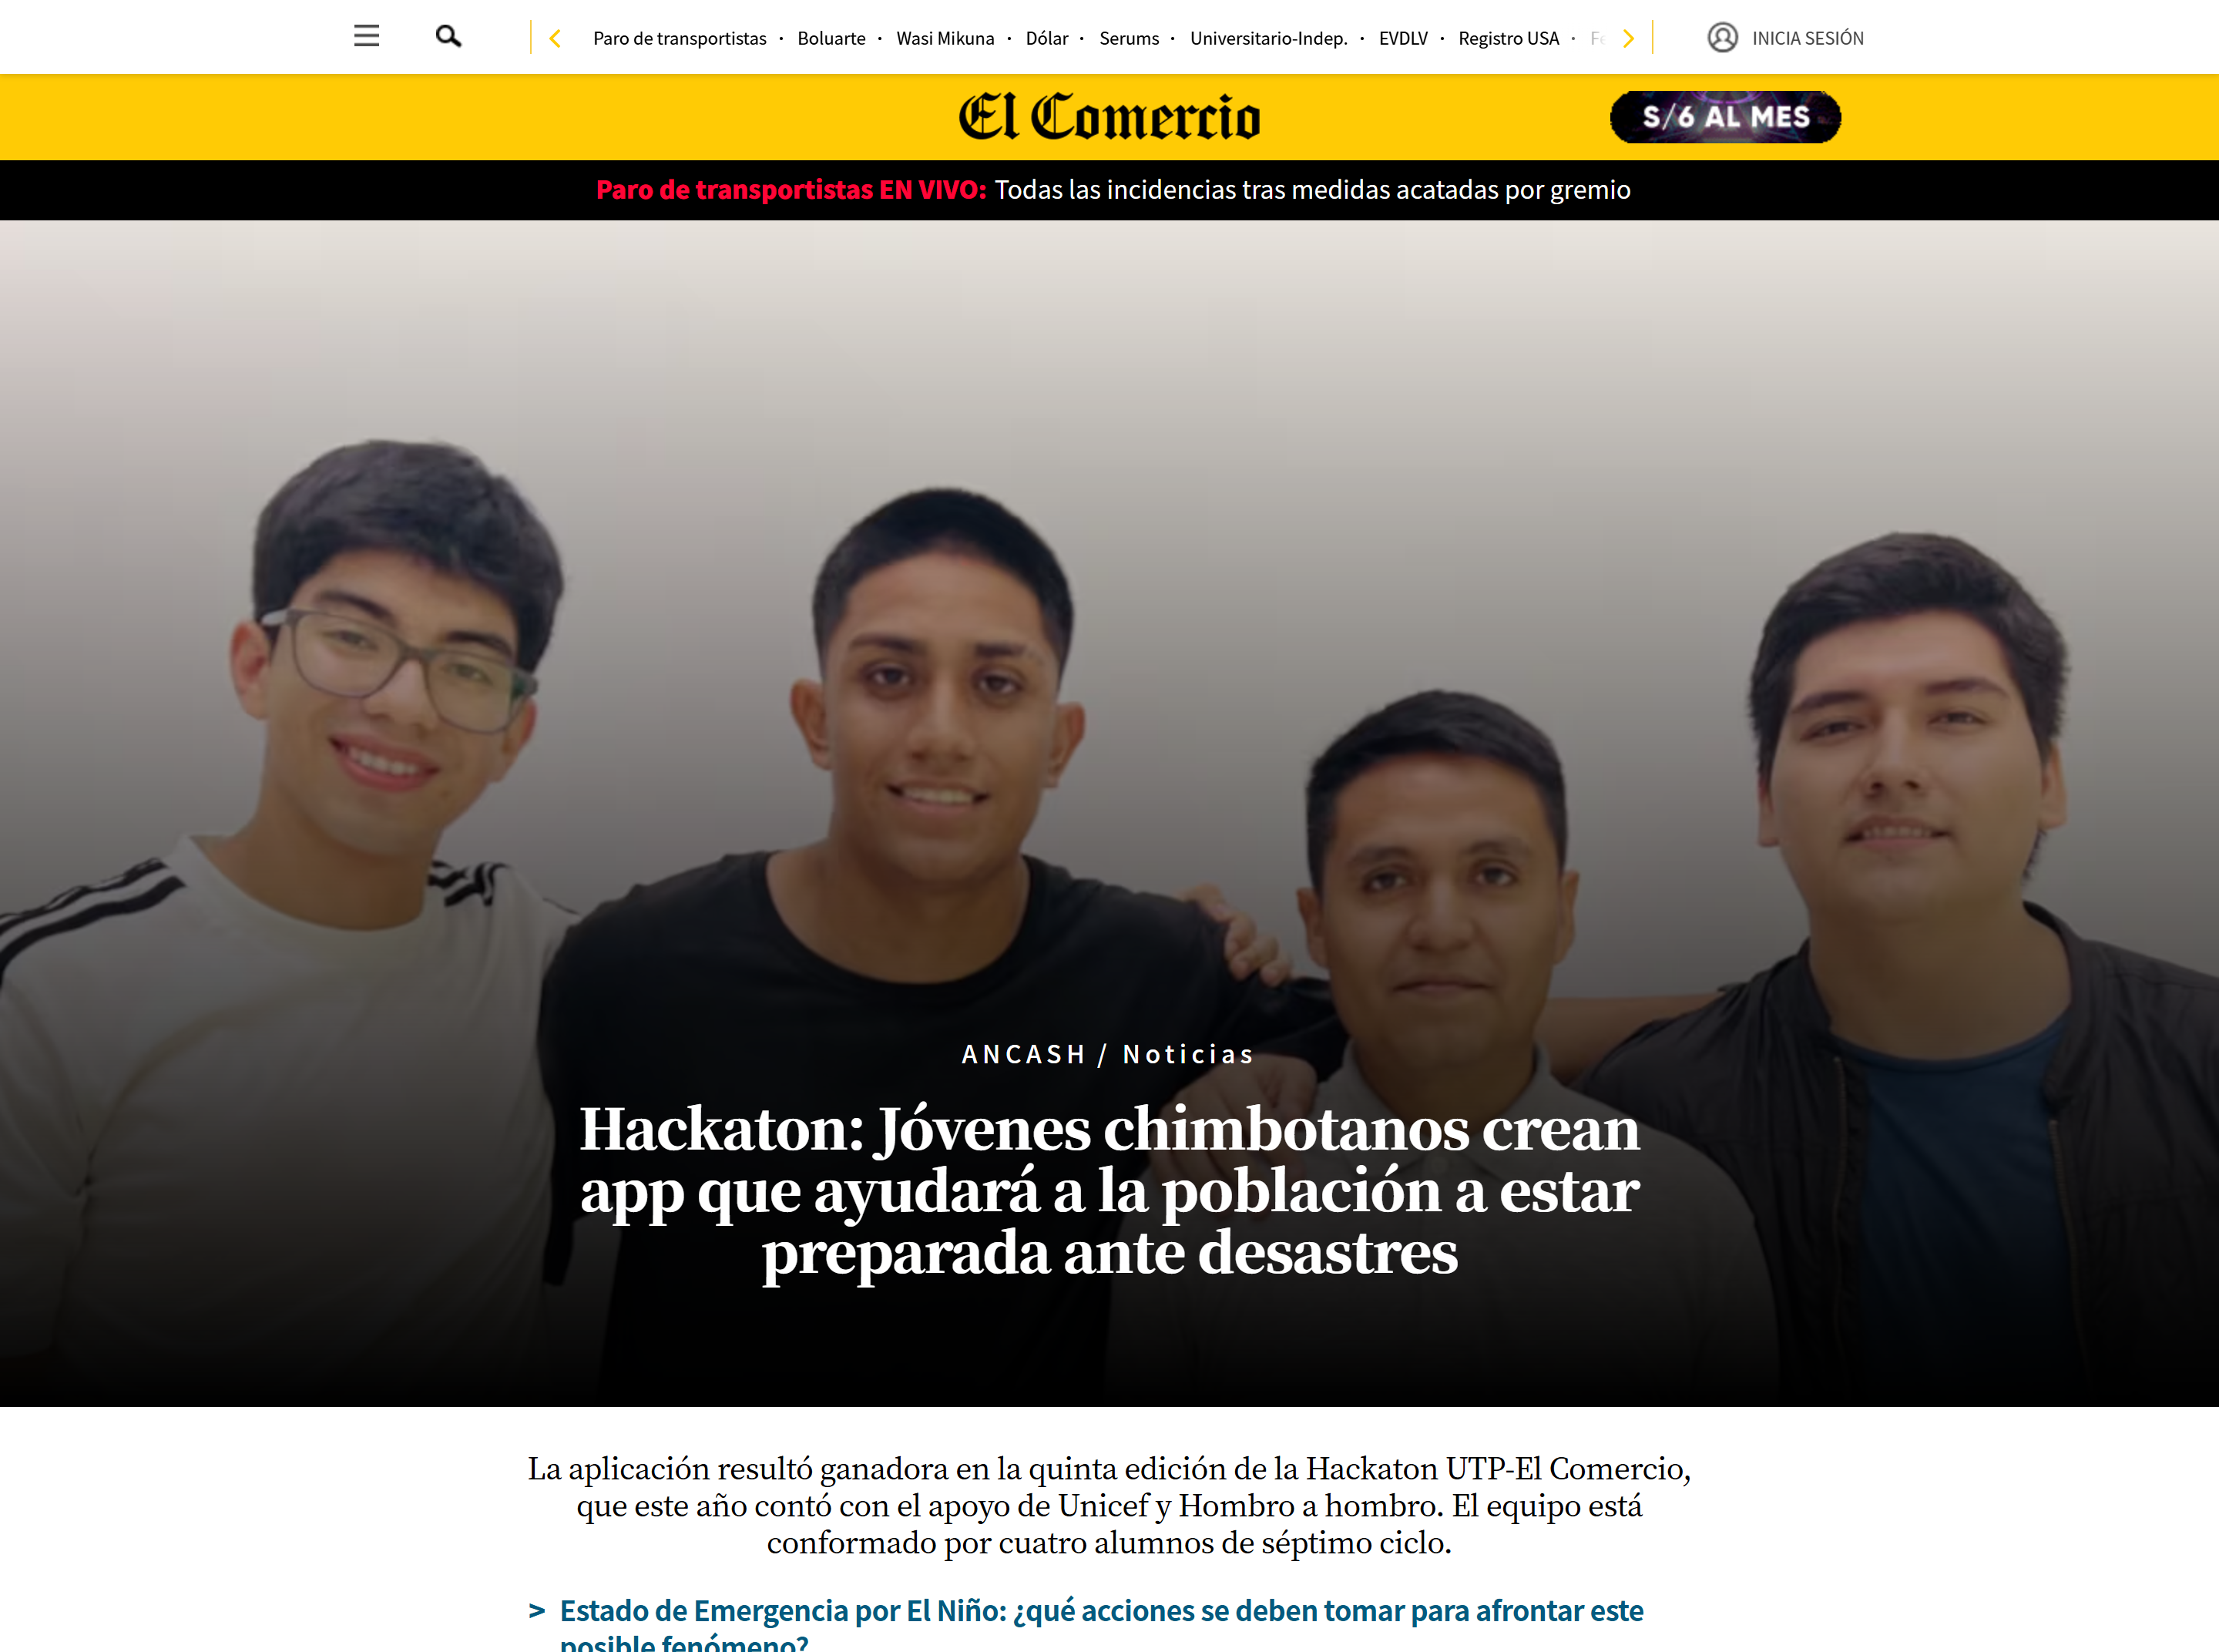 Paro de transportistas · Boluarte · Wasi Mikuna · Dólar · Serums · Universitario-Indep. · EVDLV · Registro USA ·
INICIA SESIÓN
El Comercio
S/6 AL MES
Paro de transportistas EN VIVO: Todas las incidencias tras medidas acatadas por gremio
ANCASH / Noticias
Hackaton: Jóvenes chimbotanos crean
app que ayudará a la población a estar
preparada ante desastres
La aplicación resultó ganadora en la quinta edición de la Hackaton UTP-El Comercio,
que este año contó con el apoyo de Unicef y Hombro a hombro. El equipo está
conformado por cuatro alumnos de séptimo ciclo.
> Estado de Emergencia por El Niño: ¿qué acciones se deben tomar para afrontar este
posible fenómeno?